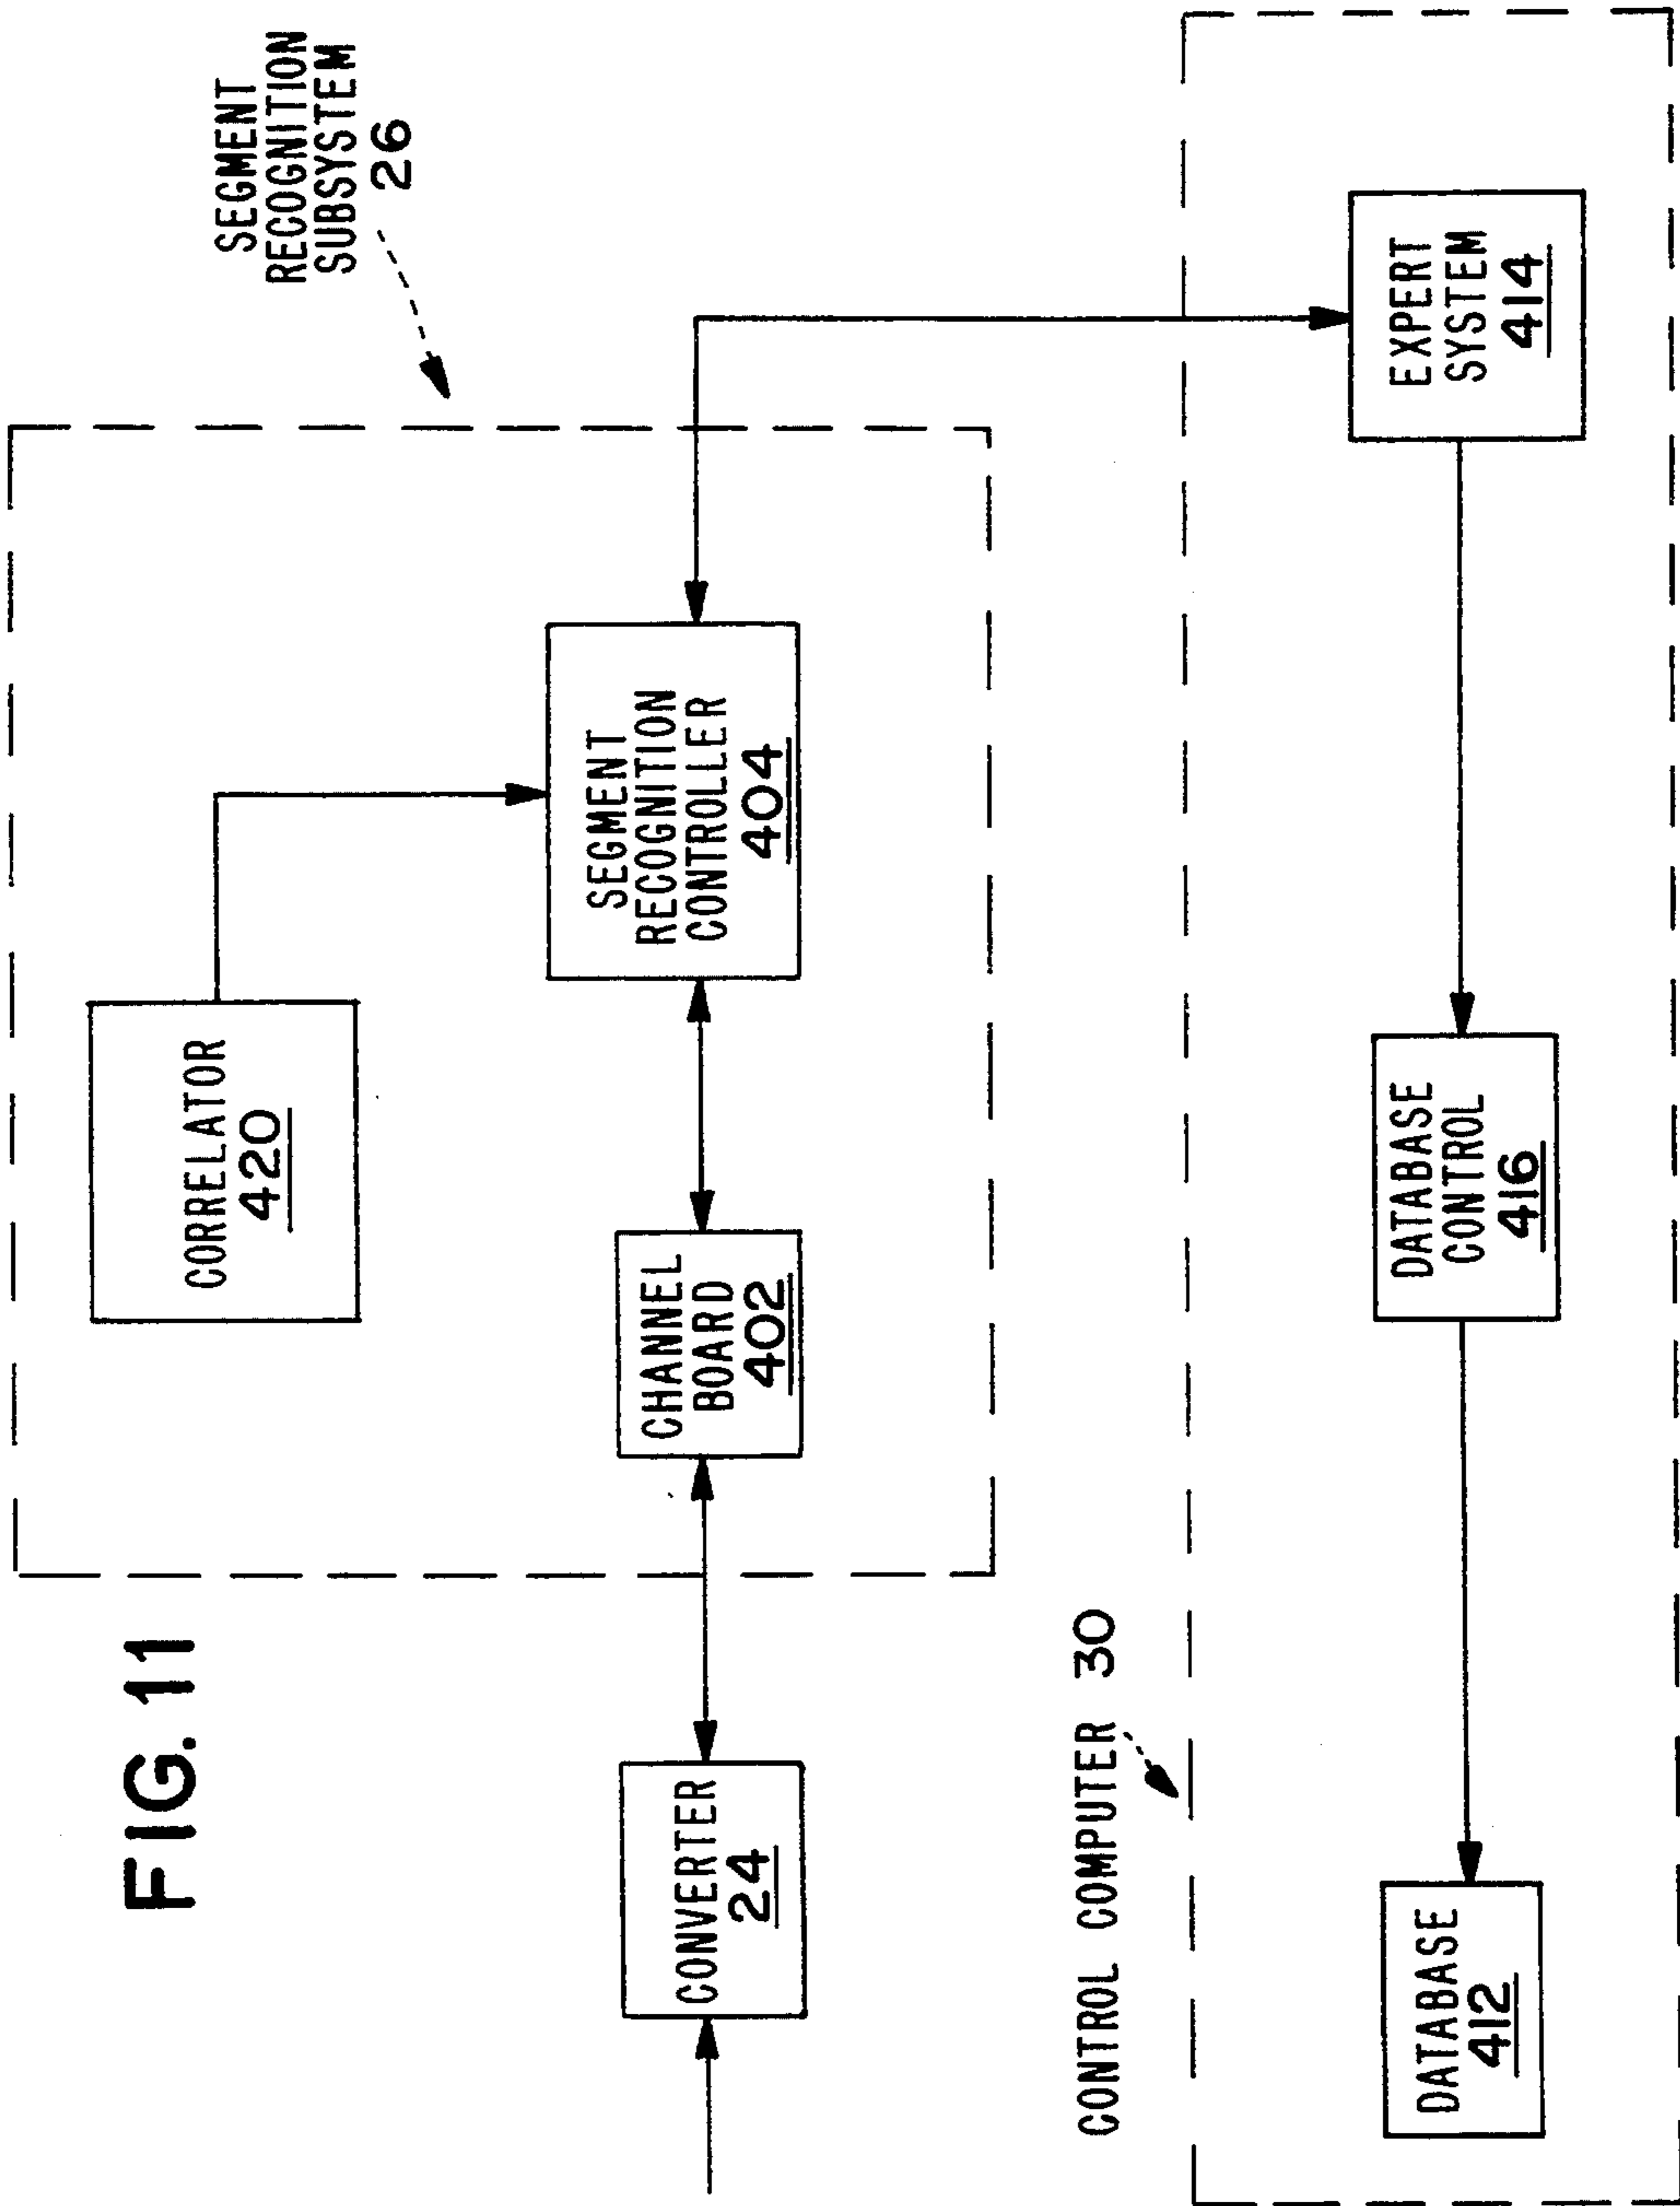 FIG. 11
SEGMENT
RECOGNITION
SUBSYSTEM
26
CORRELATOR
420
CONVERTER
24
CHANNEL
BOARD
402
SEGMENT
RECOGNITION
CONTROLLER
404
CONTROL COMPUTER 30
DATABASE
412
DATABASE
CONTROL
416
EXPERT
SYSTEM
414